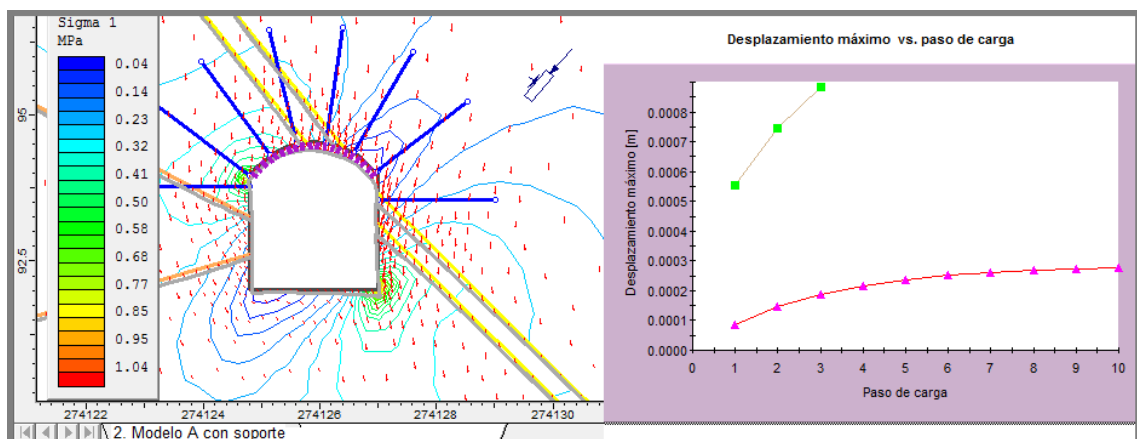 Sigma 1
MPa
0.04
0.14
0.23
0.32
0.41
0.50
0.58
0.68
0.77
0.85
0.95
1.04
95
92.5
274122 274124 274126 274128 274130
2. Modelo A con soporte
Desplazamiento máximo vs. paso de carga
Desplazamiento máximo [m]
0.0008
0.0007
0.0006
0.0005
0.0004
0.0003
0.0002
0.0001
0.0000
0 1 2 3 4 5 6 7 8 9 10
Paso de carga